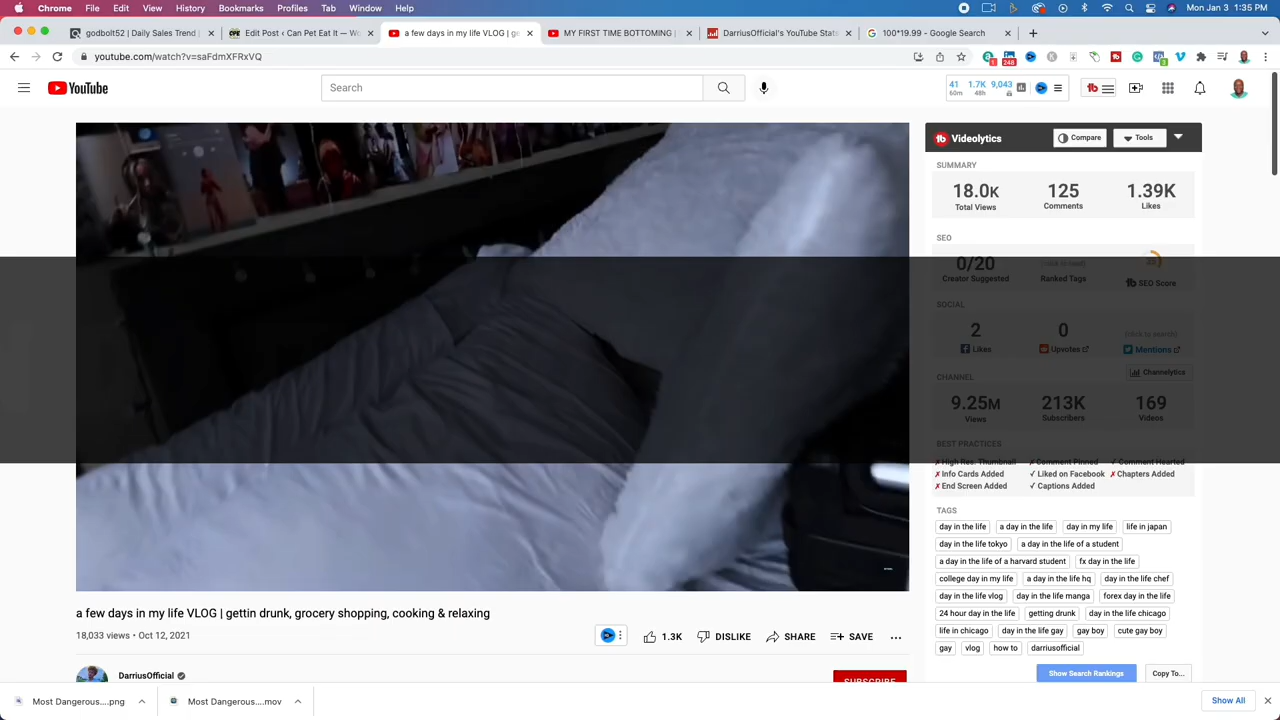 Chrome File Edit View History Bookmarks Profiles Tab Window Help Mon Jan 3 1:35 PM
godbolt52 | Daily Sales Trend | Edit Post ‹ Can Pet Eat It — Wo a few days in my life VLOG | ge MY FIRST TIME BOTTOMING | DarriusOfficial's YouTube Stats 100*19.99 - Google Search
youtube.com/watch?v=saFdmXFRxVQ
YouTube Search 41 60m 1.7K 48h 9,043
Videolytics Compare Tools
SUMMARY
18.0K 125 1.39K
Total Views Comments Likes
SEO
0/20
Creator Suggested Ranked Tags SEO Score
SOCIAL
2 0 (click to search)
Likes Upvotes Mentions
CHANNEL Channelytics
9.25M 213K 169
Views Subscribers Videos
BEST PRACTICES
✗ High Res. Thumbnail ✗ Comment Pinned ✓ Comment Hearted
✗ Info Cards Added ✓ Liked on Facebook ✗ Chapters Added
✗ End Screen Added ✓ Captions Added
TAGS
day in the life a day in the life day in my life life in japan
day in the life tokyo a day in the life of a student
a day in the life of a harvard student fx day in the life
college day in my life a day in the life hq day in the life chef
day in the life vlog day in the life manga forex day in the life
24 hour day in the life getting drunk day in the life chicago
life in chicago day in the life gay gay boy cute gay boy
gay vlog how to darriusofficial
Show Search Rankings Copy To...
a few days in my life VLOG | gettin drunk, grocery shopping, cooking & relaxing
18,033 views • Oct 12, 2021 1.3K DISLIKE SHARE SAVE
DarriusOfficial SUBSCRIBE
Most Dangerous....png Most Dangerous....mov Show All